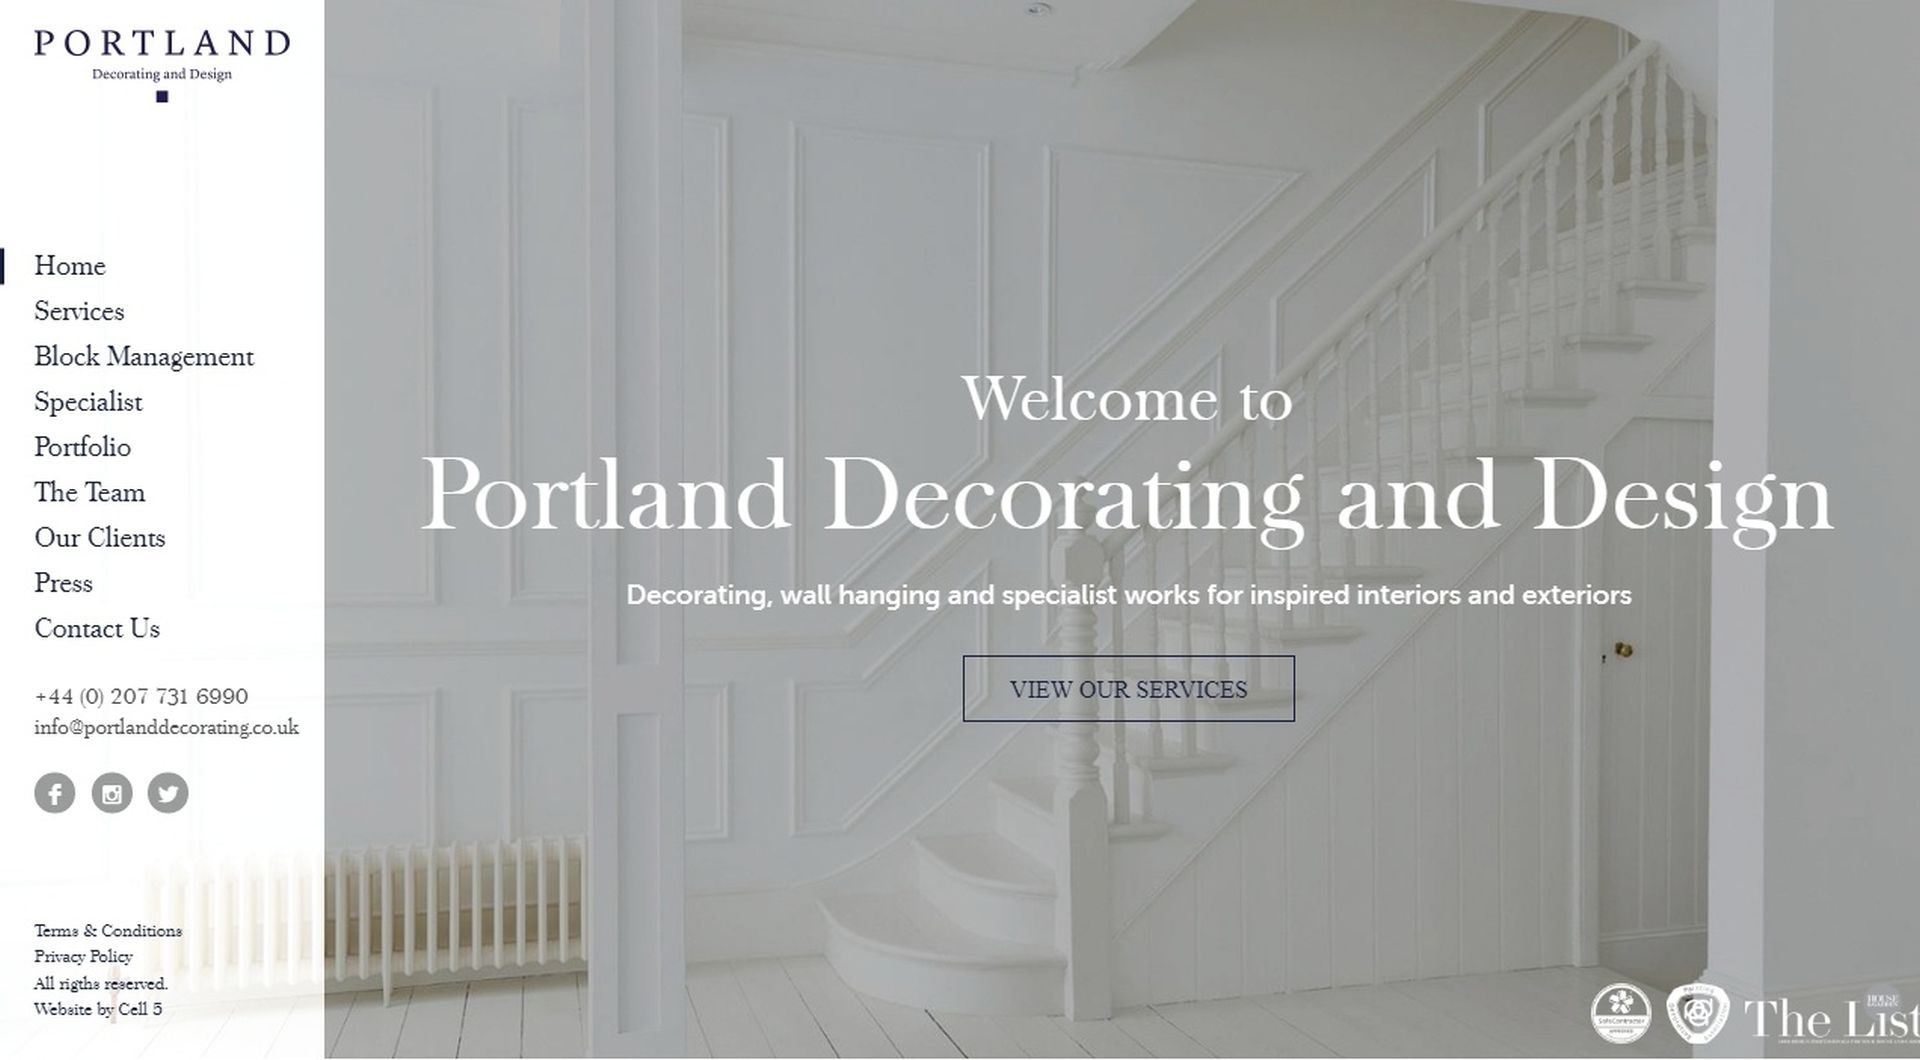 PORTLAND
Decorating and Design
Home
Services
Block Management
Specialist
Portfolio
The Team
Our Clients
Press
Contact Us
+44 (0) 207 731 6990
info@portlanddecorating.co.uk
Terms & Conditions
Privacy Policy
All rigths reserved.
Website by Cell 5
Welcome to
Portland Decorating and Design
Decorating, wall hanging and specialist works for inspired interiors and exteriors
VIEW OUR SERVICES
SafeContractor
APPROVED
HOUSE
The List